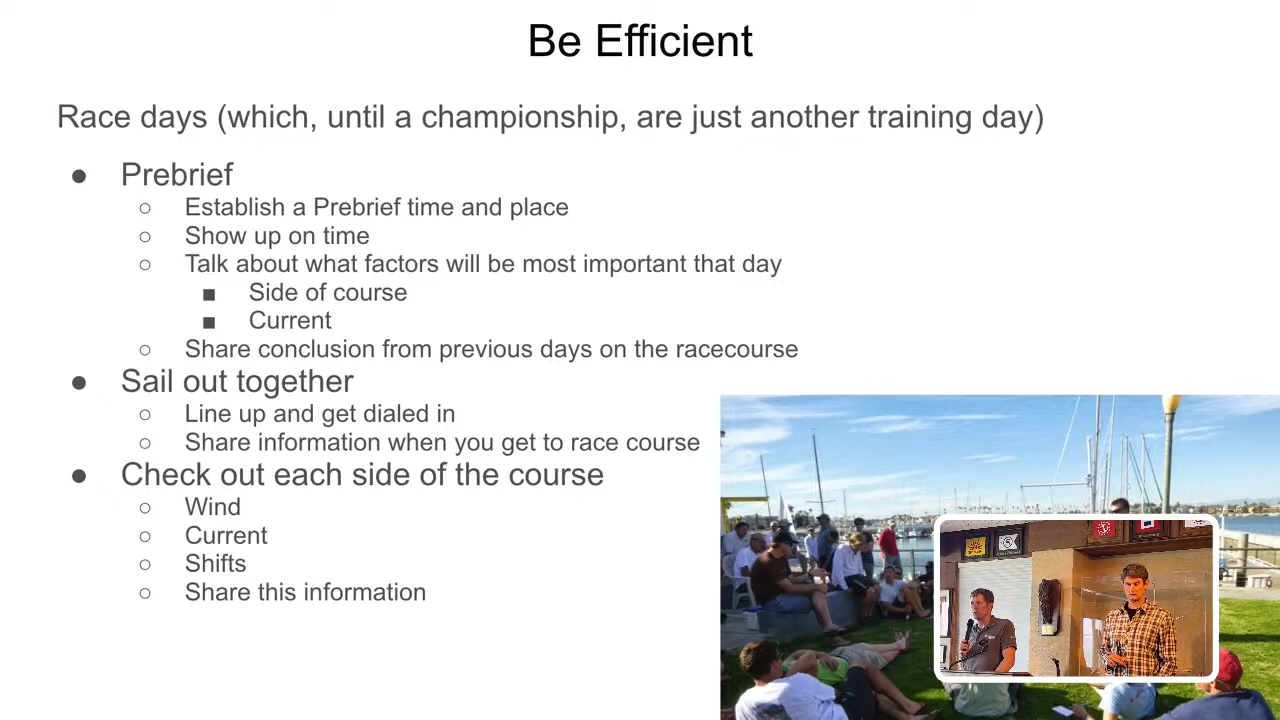 Be Efficient
Race days (which, until a championship, are just another training day)
● Prebrief
○ Establish a Prebrief time and place
○ Show up on time
○ Talk about what factors will be most important that day
■ Side of course
■ Current
○ Share conclusion from previous days on the racecourse
● Sail out together
○ Line up and get dialed in
○ Share information when you get to race course
● Check out each side of the course
○ Wind
○ Current
○ Shifts
○ Share this information